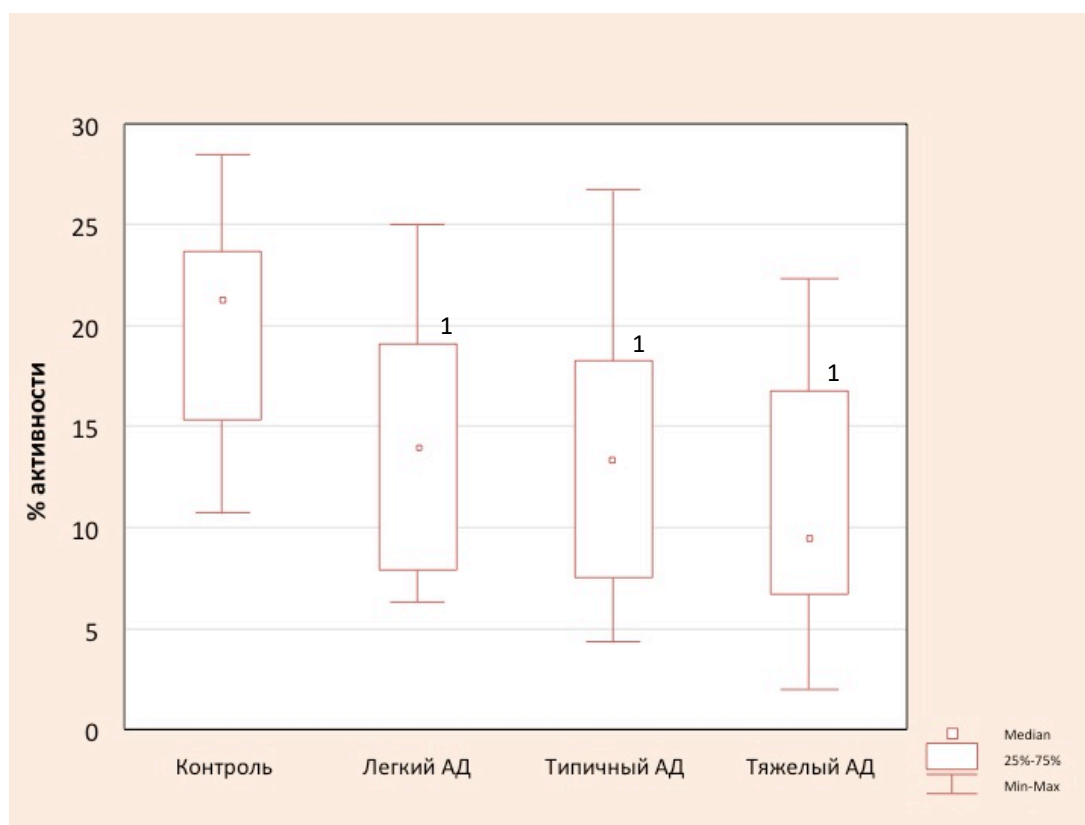 30
25
20
15
10
5
0
% активности
1
1
1
Контроль
Легкий АД
Типичный АД
Тяжелый АД
Median
25%-75%
Min-Max